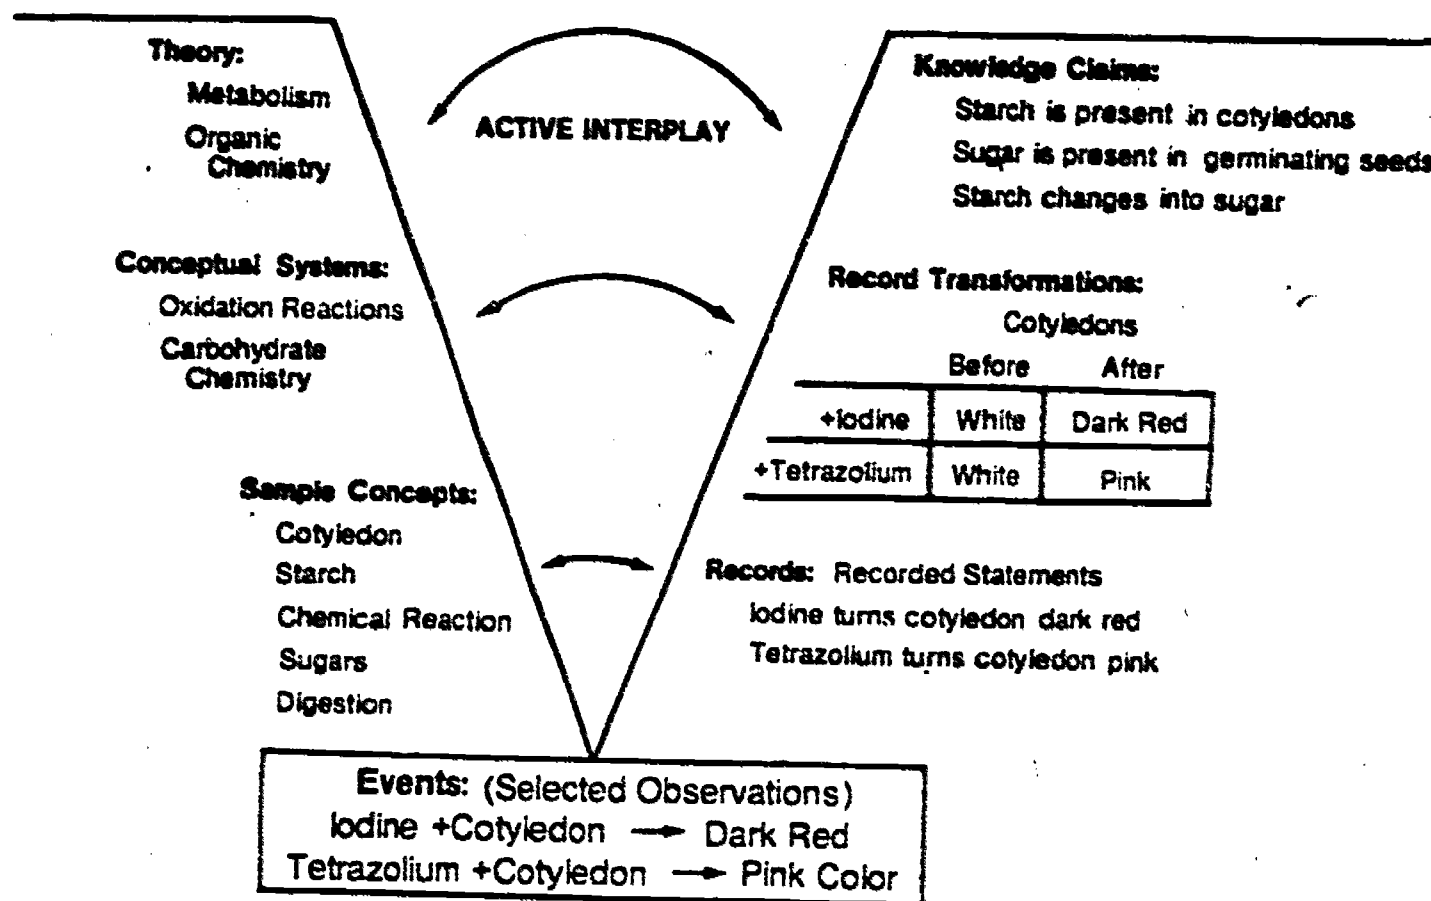 Theory:
Metabolism
Organic
Chemistry
Conceptual Systems:
Oxidation Reactions
Carbohydrate
Chemistry
Sample Concepts:
Cotyledon
Starch
Chemical Reaction
Sugars
Digestion
ACTIVE INTERPLAY
Knowledge Claims:
Starch is present in cotyledons
Sugar is present in germinating seeds
Starch changes into sugar
Record Transformations:
Cotyledons
Before After
+Iodine White Dark Red
+Tetrazolium White Pink
Records: Recorded Statements
Iodine turns cotyledon dark red
Tetrazolium turns cotyledon pink
Events: (Selected Observations)
Iodine +Cotyledon → Dark Red
Tetrazolium +Cotyledon → Pink Color